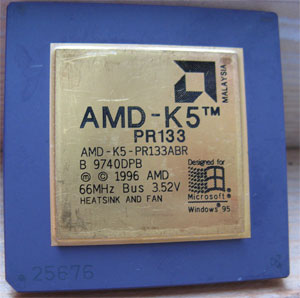 MALAYSIA
AMD-K5™
PR133
AMD-K5-PR133ABR
B 9740DPB
Ⓜ © 1996 AMD
66MHz Bus 3.52V
HEATSINK AND FAN
Designed for
Microsoft®
Windows®95
25676